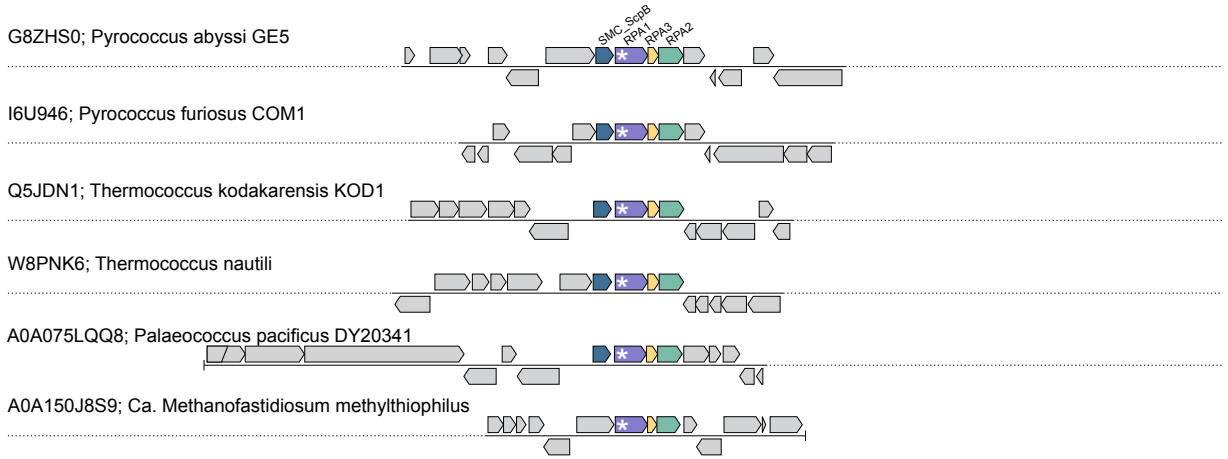 SMC_ScpB
RPA1
RPA3
RPA2
G8ZHS0; Pyrococcus abyssi GE5
*
I6U946; Pyrococcus furiosus COM1
*
Q5JDN1; Thermococcus kodakarensis KOD1
*
W8PNK6; Thermococcus nautili
*
A0A075LQQ8; Palaeococcus pacificus DY20341
*
A0A150J8S9; Ca. Methanofastidiosum methylthiophilus
*